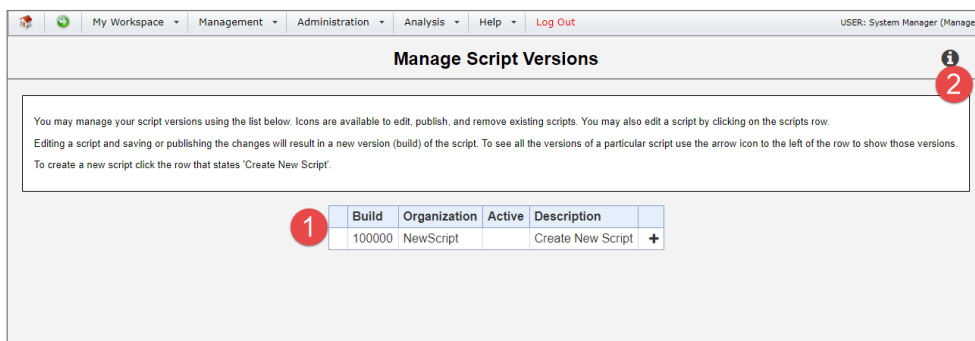 My Workspace Management Administration Analysis Help Log Out USER: System Manager (Manage
Manage Script Versions
2
You may manage your script versions using the list below. Icons are available to edit, publish, and remove existing scripts. You may also edit a script by clicking on the scripts row.
Editing a script and saving or publishing the changes will result in a new version (build) of the script. To see all the versions of a particular script use the arrow icon to the left of the row to show those versions.
To create a new script click the row that states 'Create New Script'.
1
Build Organization Active Description
100000 NewScript Create New Script